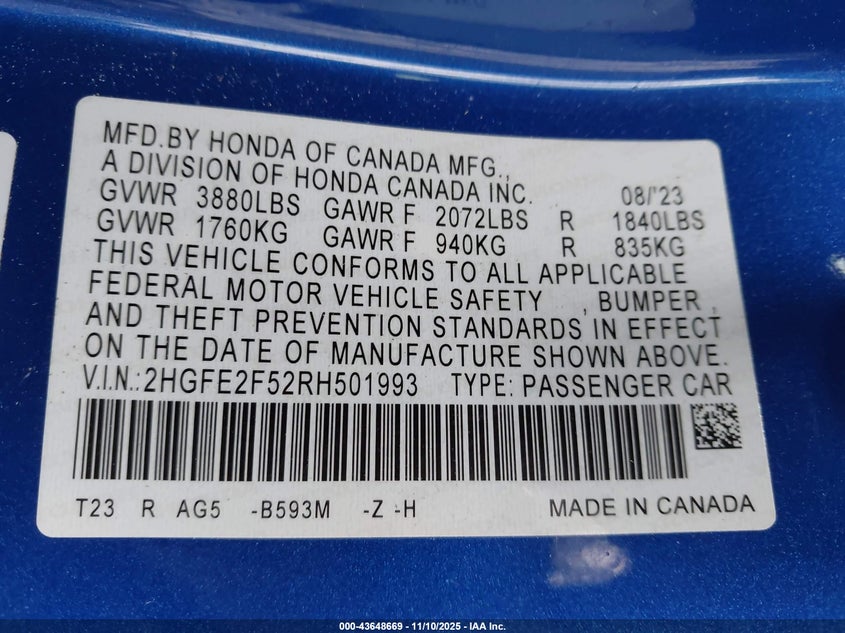 MFD.BY HONDA OF CANADA MFG.,
A DIVISION OF HONDA CANADA INC. 08/'23
GVWR 3880LBS GAWR F 2072LBS R 1840LBS
GVWR 1760KG GAWR F 940KG R 835KG
THIS VEHICLE CONFORMS TO ALL APPLICABLE
FEDERAL MOTOR VEHICLE SAFETY , BUMPER ,
AND THEFT PREVENTION STANDARDS IN EFFECT
ON THE DATE OF MANUFACTURE SHOWN ABOVE.
V.I.N.:2HGFE2F52RH501993 TYPE: PASSENGER CAR
T23 R AG5 -B593M -Z -H MADE IN CANADA
000-43648669 - 11/10/2025 - IAA Inc.